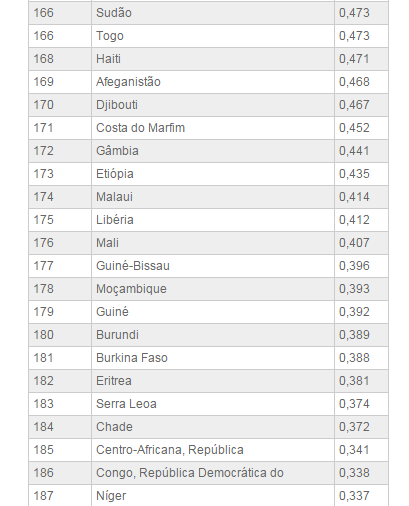 166 Sudão 0,473
166 Togo 0,473
168 Haiti 0,471
169 Afeganistão 0,468
170 Djibouti 0,467
171 Costa do Marfim 0,452
172 Gâmbia 0,441
173 Etiópia 0,435
174 Malaui 0,414
175 Libéria 0,412
176 Mali 0,407
177 Guiné-Bissau 0,396
178 Moçambique 0,393
179 Guiné 0,392
180 Burundi 0,389
181 Burkina Faso 0,388
182 Eritrea 0,381
183 Serra Leoa 0,374
184 Chade 0,372
185 Centro-Africana, República 0,341
186 Congo, República Democrática do 0,338
187 Níger 0,337